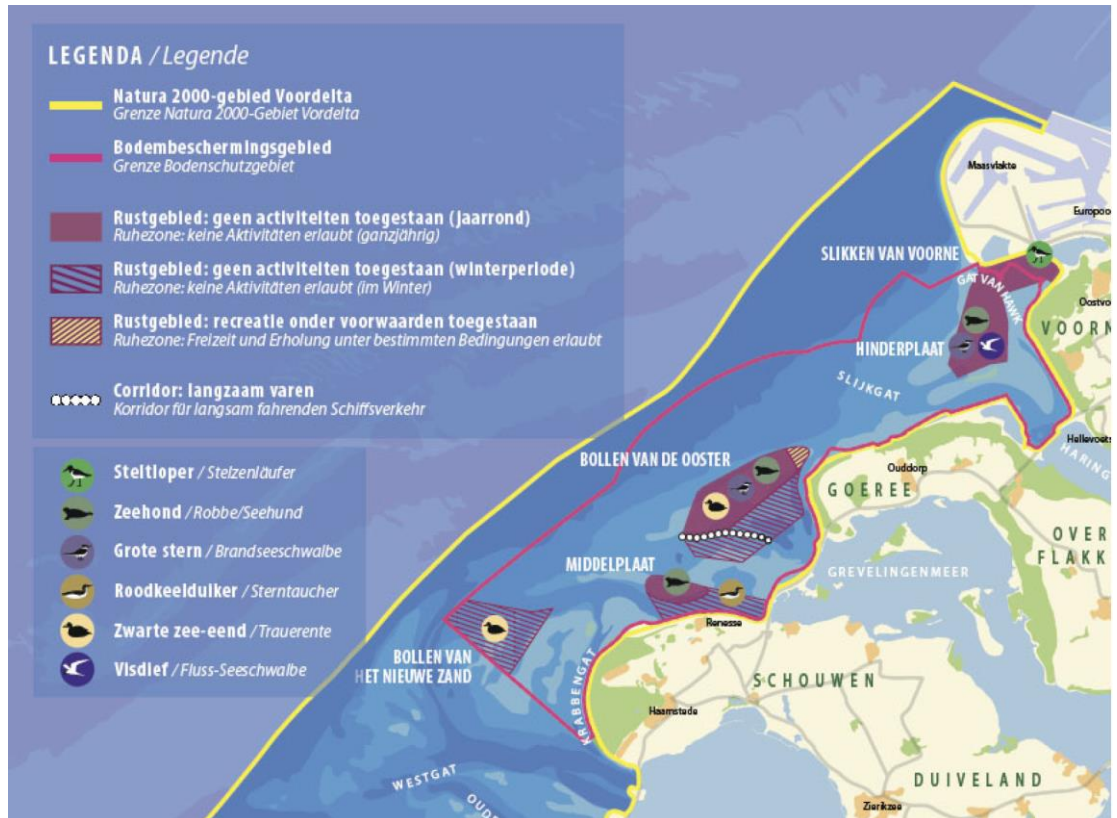 LEGENDA / Legende
Natura 2000-gebied Voordelta
Grenze Natura 2000-Gebiet Vordelta
Bodembeschermingsgebied
Grenze Bodenschutzgebiet
Rustgebied: geen activiteiten toegestaan (jaarrond)
Ruhezone: keine Aktivitäten erlaubt (ganzjährig)
Rustgebied: geen activiteiten toegestaan (winterperiode)
Ruhezone: keine Aktivitäten erlaubt (im Winter)
Rustgebied: recreatie onder voorwaarden toegestaan
Ruhezone: Freizeit und Erholung unter bestimmten Bedingungen erlaubt
Corridor: langzaam varen
Korridor für langsam fahrenden Schiffsverkehr
Steltloper / Stelzenläufer
Zeehond / Robbe/Seehund
Grote stern / Brandseeschwalbe
Roodkeelduiker / Sterntaucher
Zwarte zee-eend / Trauerente
Visdief / Fluss-Seeschwalbe
Maasvlakte
Europoo
SLIKKEN VAN VOORNE
GAT VAN HAWK
Oostvo
VOORN
HINDERPLAAT
SLIJKGAT
Hellevoets
HARING
BOLLEN VAN DE OOSTER
Ouddorp
GOEREE
OVER
FLAKK
MIDDELPLAAT
GREVELINGENMEER
Renesse
BOLLEN VAN
HET NIEUWE ZAND
KRABBENGAT
SCHOUWEN
Haamstede
WESTGAT
OUDE
DUIVELAND
Zierikzee